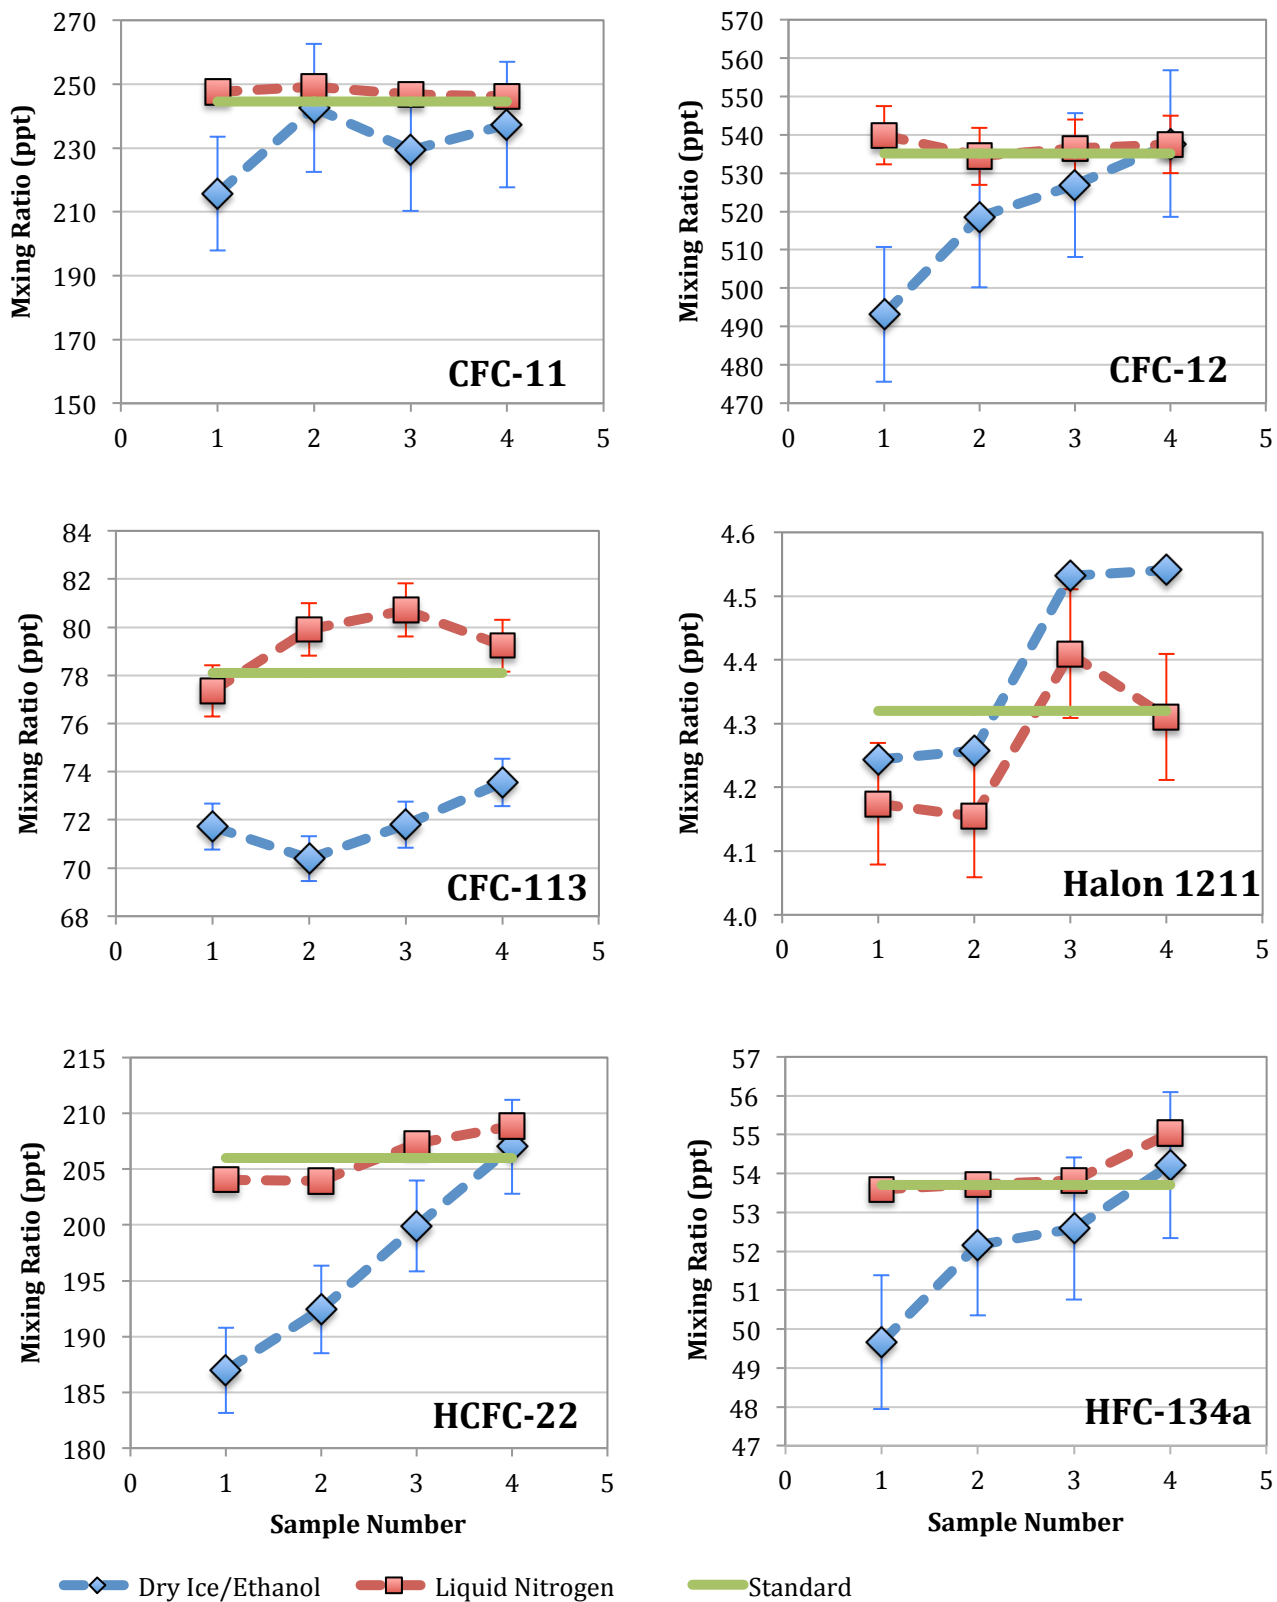 270
250
230
210
190
170
150
Mxing Ratio (ppt)
0 1 2 3 4 5
CFC-11
570
560
550
540
530
520
510
500
490
480
470
Mixing Ratio (ppt)
0 1 2 3 4 5
CFC-12
84
82
80
78
76
74
72
70
68
Mixing Ratio (ppt)
0 1 2 3 4 5
CFC-113
4.6
4.5
4.4
4.3
4.2
4.1
4.0
Mixing Ratio (ppt)
0 1 2 3 4 5
Halon 1211
215
210
205
200
195
190
185
180
Mixing Ratio (ppt)
0 1 2 3 4 5
HCFC-22
Sample Number
57
56
55
54
53
52
51
50
49
48
47
Mixing Ratio (ppt)
0 1 2 3 4 5
HFC-134a
Sample Number
Dry Ice/Ethanol Liquid Nitrogen Standard